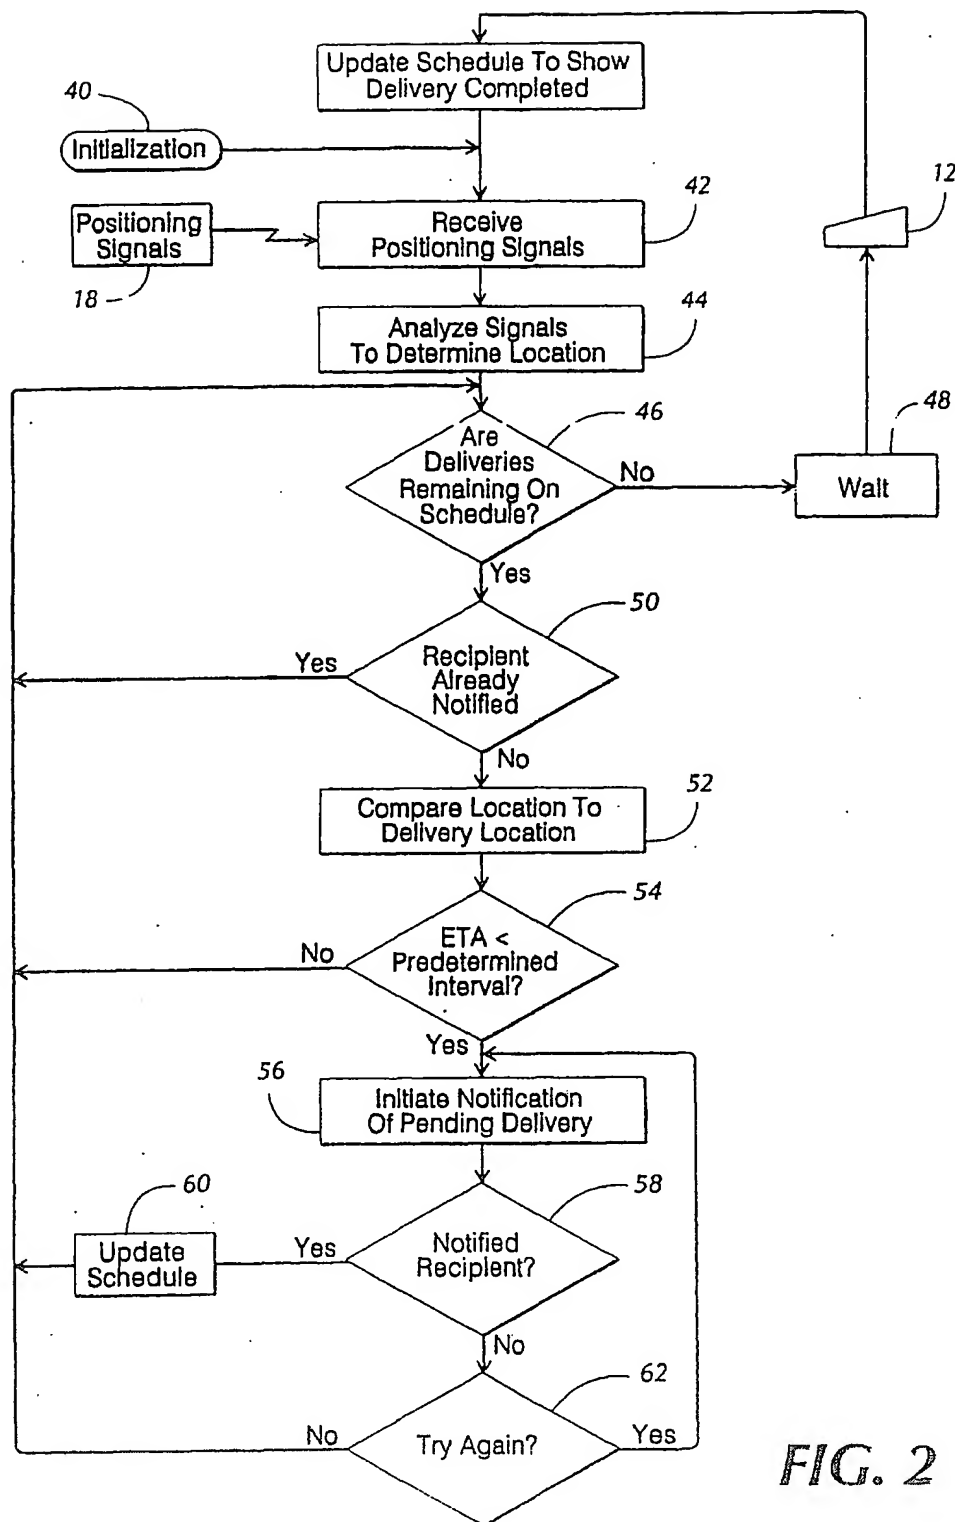 Update Schedule To Show
Delivery Completed
40
Initialization
12
Positioning
Signals
18
42
Receive
Positioning Signals
44
Analyze Signals
To Determine Location
46
Are
Deliveries
Remaining On
Schedule?
No
48
Wait
Yes
50
Recipient
Already
Notified
Yes
No
52
Compare Location To
Delivery Location
54
ETA <
Predetermined
Interval?
No
Yes
56
Initiate Notification
Of Pending Delivery
58
Notified
Recipient?
Yes
60
Update
Schedule
No
62
Try Again?
No
Yes
FIG. 2